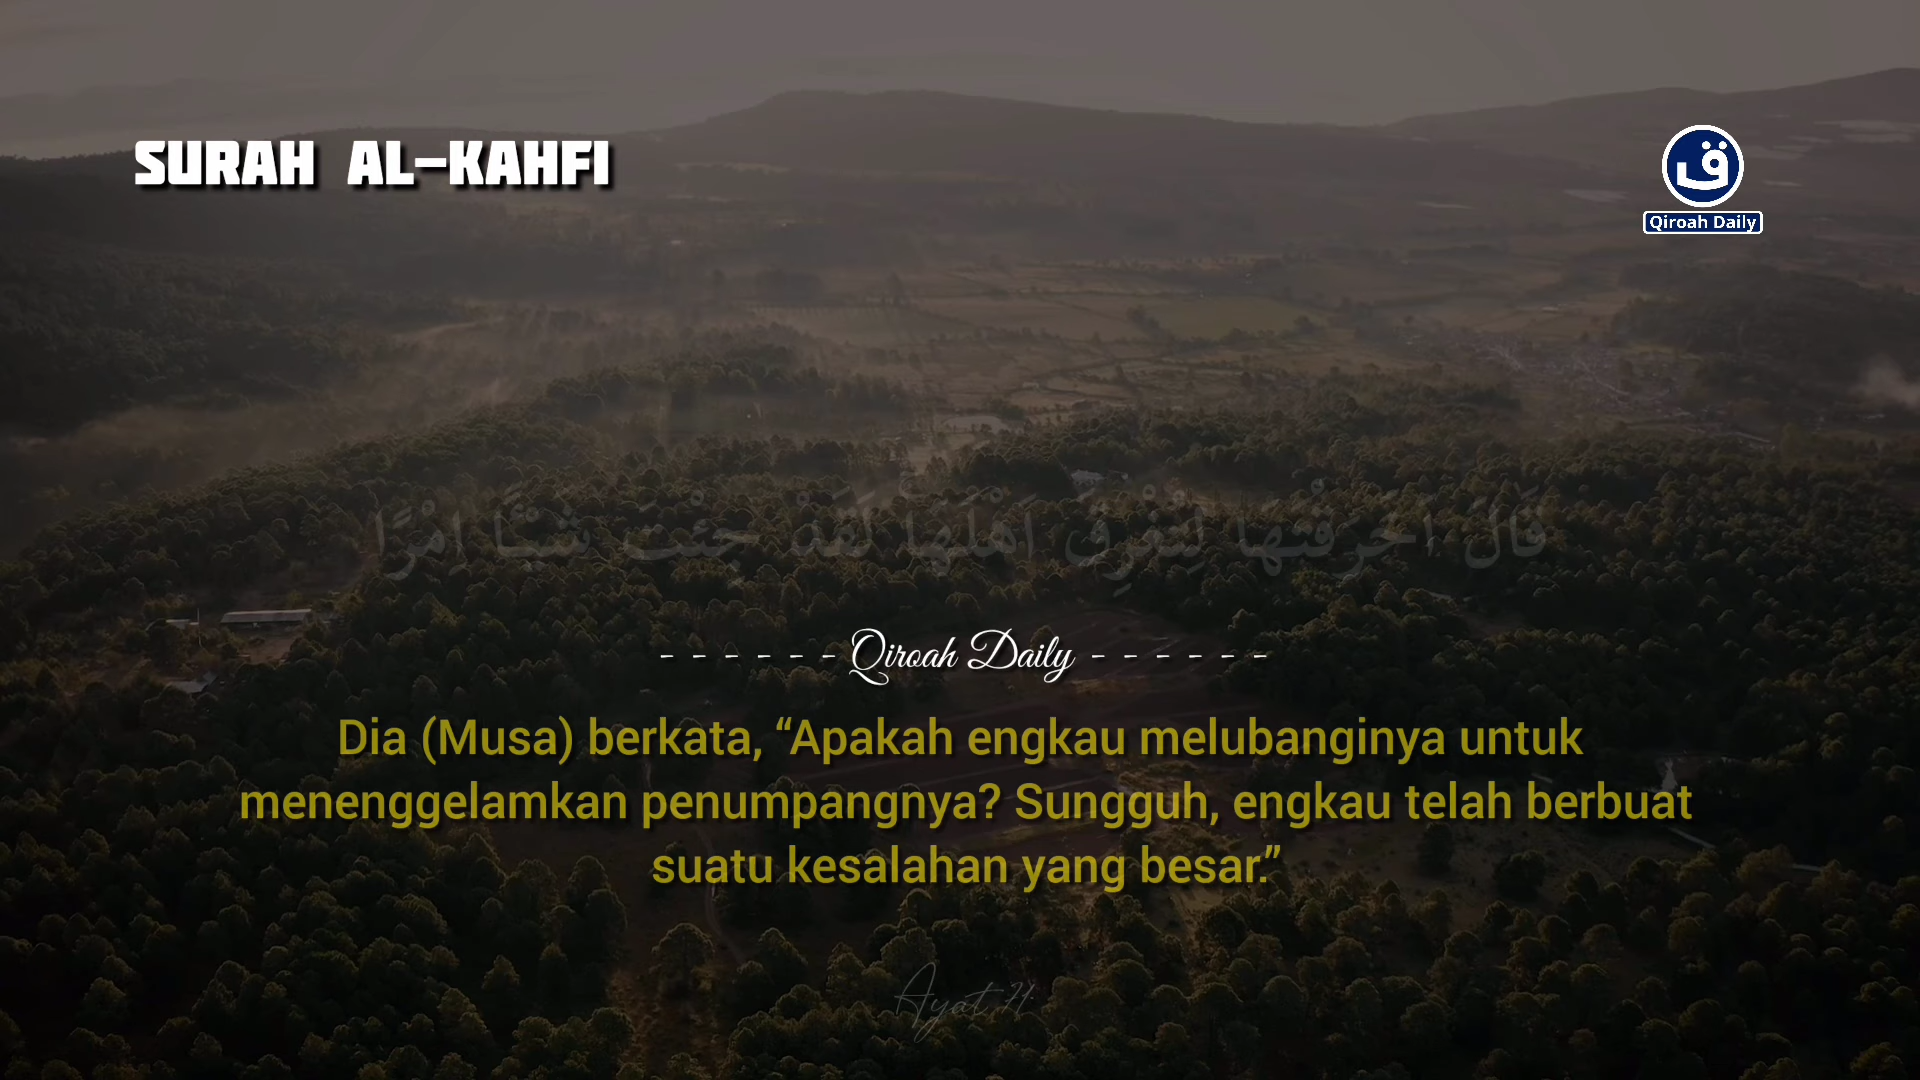 SURAH AL-KAHFI
ق
Qiroah Daily
قَالَ اَخَرَقْتَهَا لِتُغْرِقَ اَهْلَهَا لَقَدْ جِئْتَ شَيْـًٔا اِمْرًا
------Qiroah Daily------
Dia (Musa) berkata, “Apakah engkau melubanginya untuk
menenggelamkan penumpangnya? Sungguh, engkau telah berbuat
suatu kesalahan yang besar.”
Ayat 71